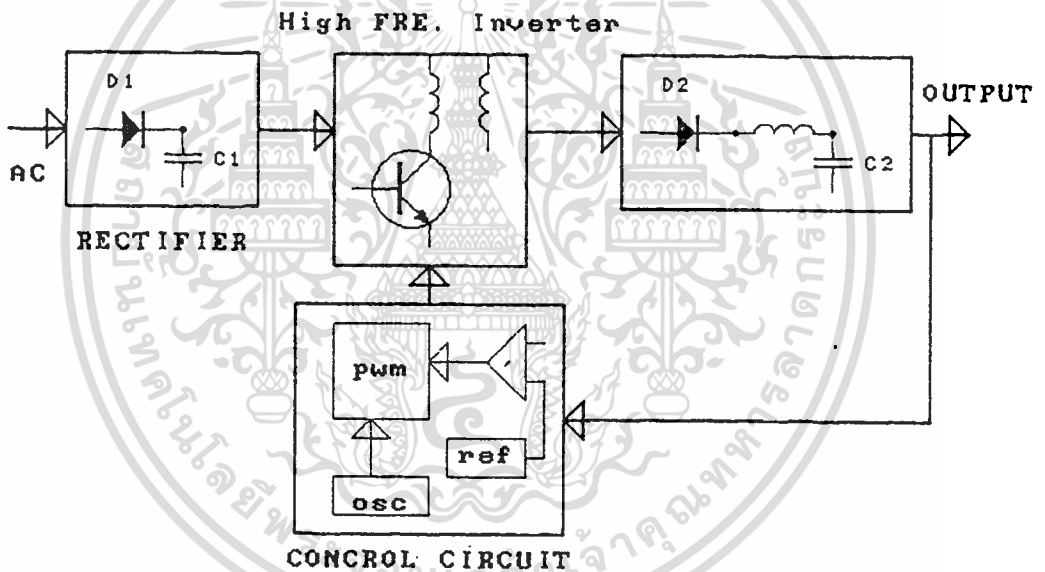 High FRE. Inverter
D1
C1
AC
RECTIFIER
D2
C2
OUTPUT
pwm
ref
osc
CONCROL CIRCUIT